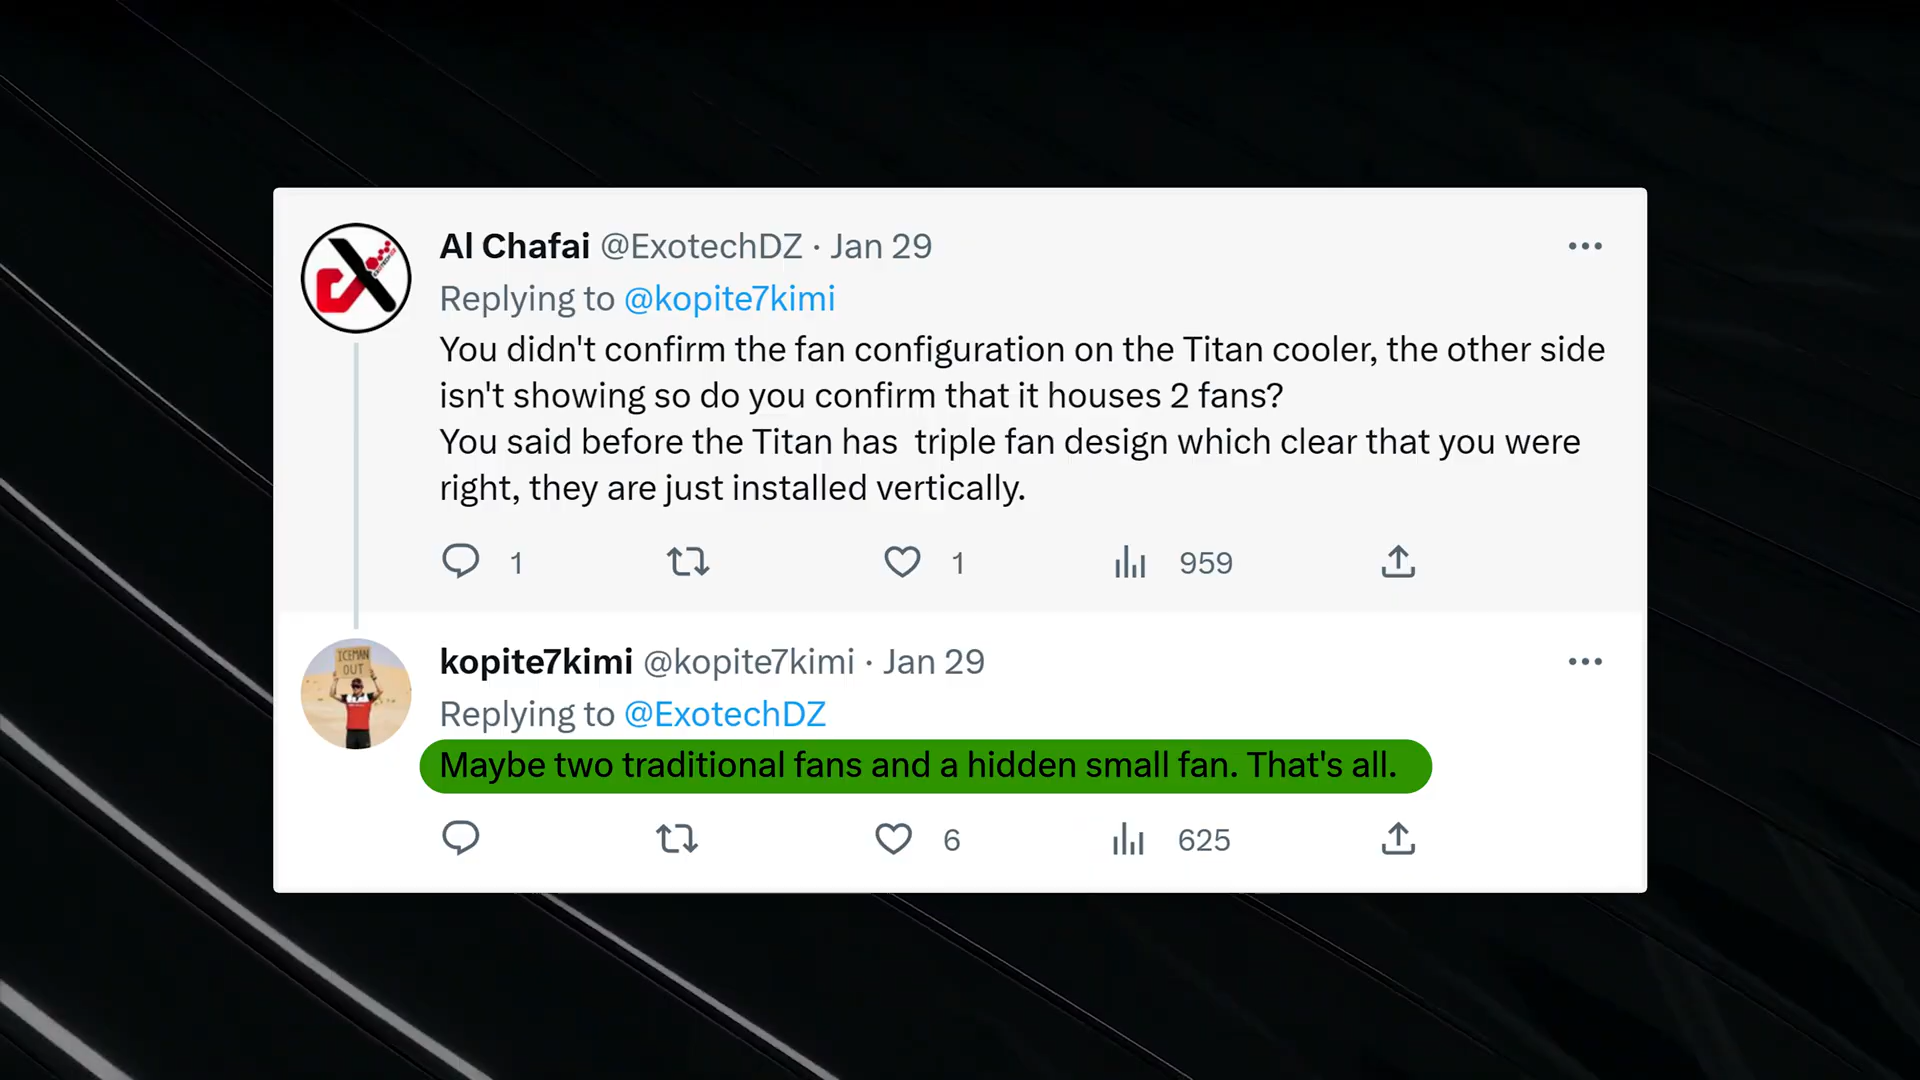 Al Chafai @ExotechDZ · Jan 29
Replying to @kopite7kimi
You didn't confirm the fan configuration on the Titan cooler, the other side
isn't showing so do you confirm that it houses 2 fans?
You said before the Titan has  triple fan design which clear that you were
right, they are just installed vertically.
1 1 959
ICEMAN
OUT
kopite7kimi @kopite7kimi · Jan 29
Replying to @ExotechDZ
Maybe two traditional fans and a hidden small fan. That's all.
6 625